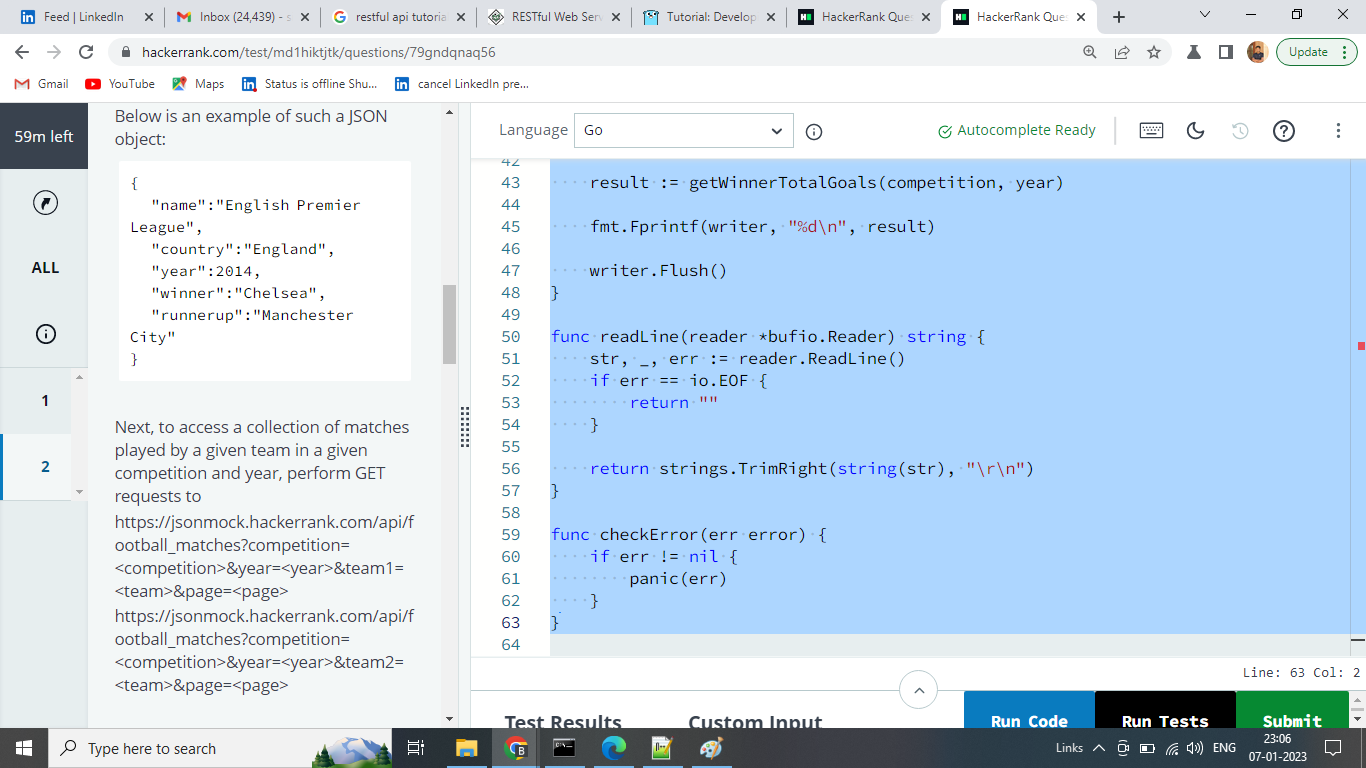 Feed | LinkedIn
Inbox (24,439) - s
restful api tutoria
RESTful Web Serv
Tutorial: Develop
HackerRank Ques
HackerRank Ques
hackerrank.com/test/md1hiktjtk/questions/79gndqnaq56
Update
Gmail
YouTube
Maps
Status is offline Shu...
cancel LinkedIn pre...
59m left
ALL
1
2
Below is an example of such a JSON
object:
{
"name":"English Premier
League",
"country":"England",
"year":2014,
"winner":"Chelsea",
"runnerup":"Manchester
City"
}
Next, to access a collection of matches
played by a given team in a given
competition and year, perform GET
requests to
https://jsonmock.hackerrank.com/api/f
ootball_matches?competition=
<competition>&year=<year>&team1=
<team>&page=<page>
https://jsonmock.hackerrank.com/api/f
ootball_matches?competition=
<competition>&year=<year>&team2=
<team>&page=<page>
Language
Go
Autocomplete Ready
42
43 result := getWinnerTotalGoals(competition, year)
44
45 fmt.Fprintf(writer, "%d\n", result)
46
47 writer.Flush()
48 }
49
50 func readLine(reader *bufio.Reader) string {
51 str, _, err := reader.ReadLine()
52 if err == io.EOF {
53 return ""
54 }
55
56 return strings.TrimRight(string(str), "\r\n")
57 }
58
59 func checkError(err error) {
60 if err != nil {
61 panic(err)
62 }
63 }
64
Line: 63 Col: 2
Test Results
Custom Input
Run Code
Run Tests
Submit
Type here to search
Links
ENG
23:06
07-01-2023